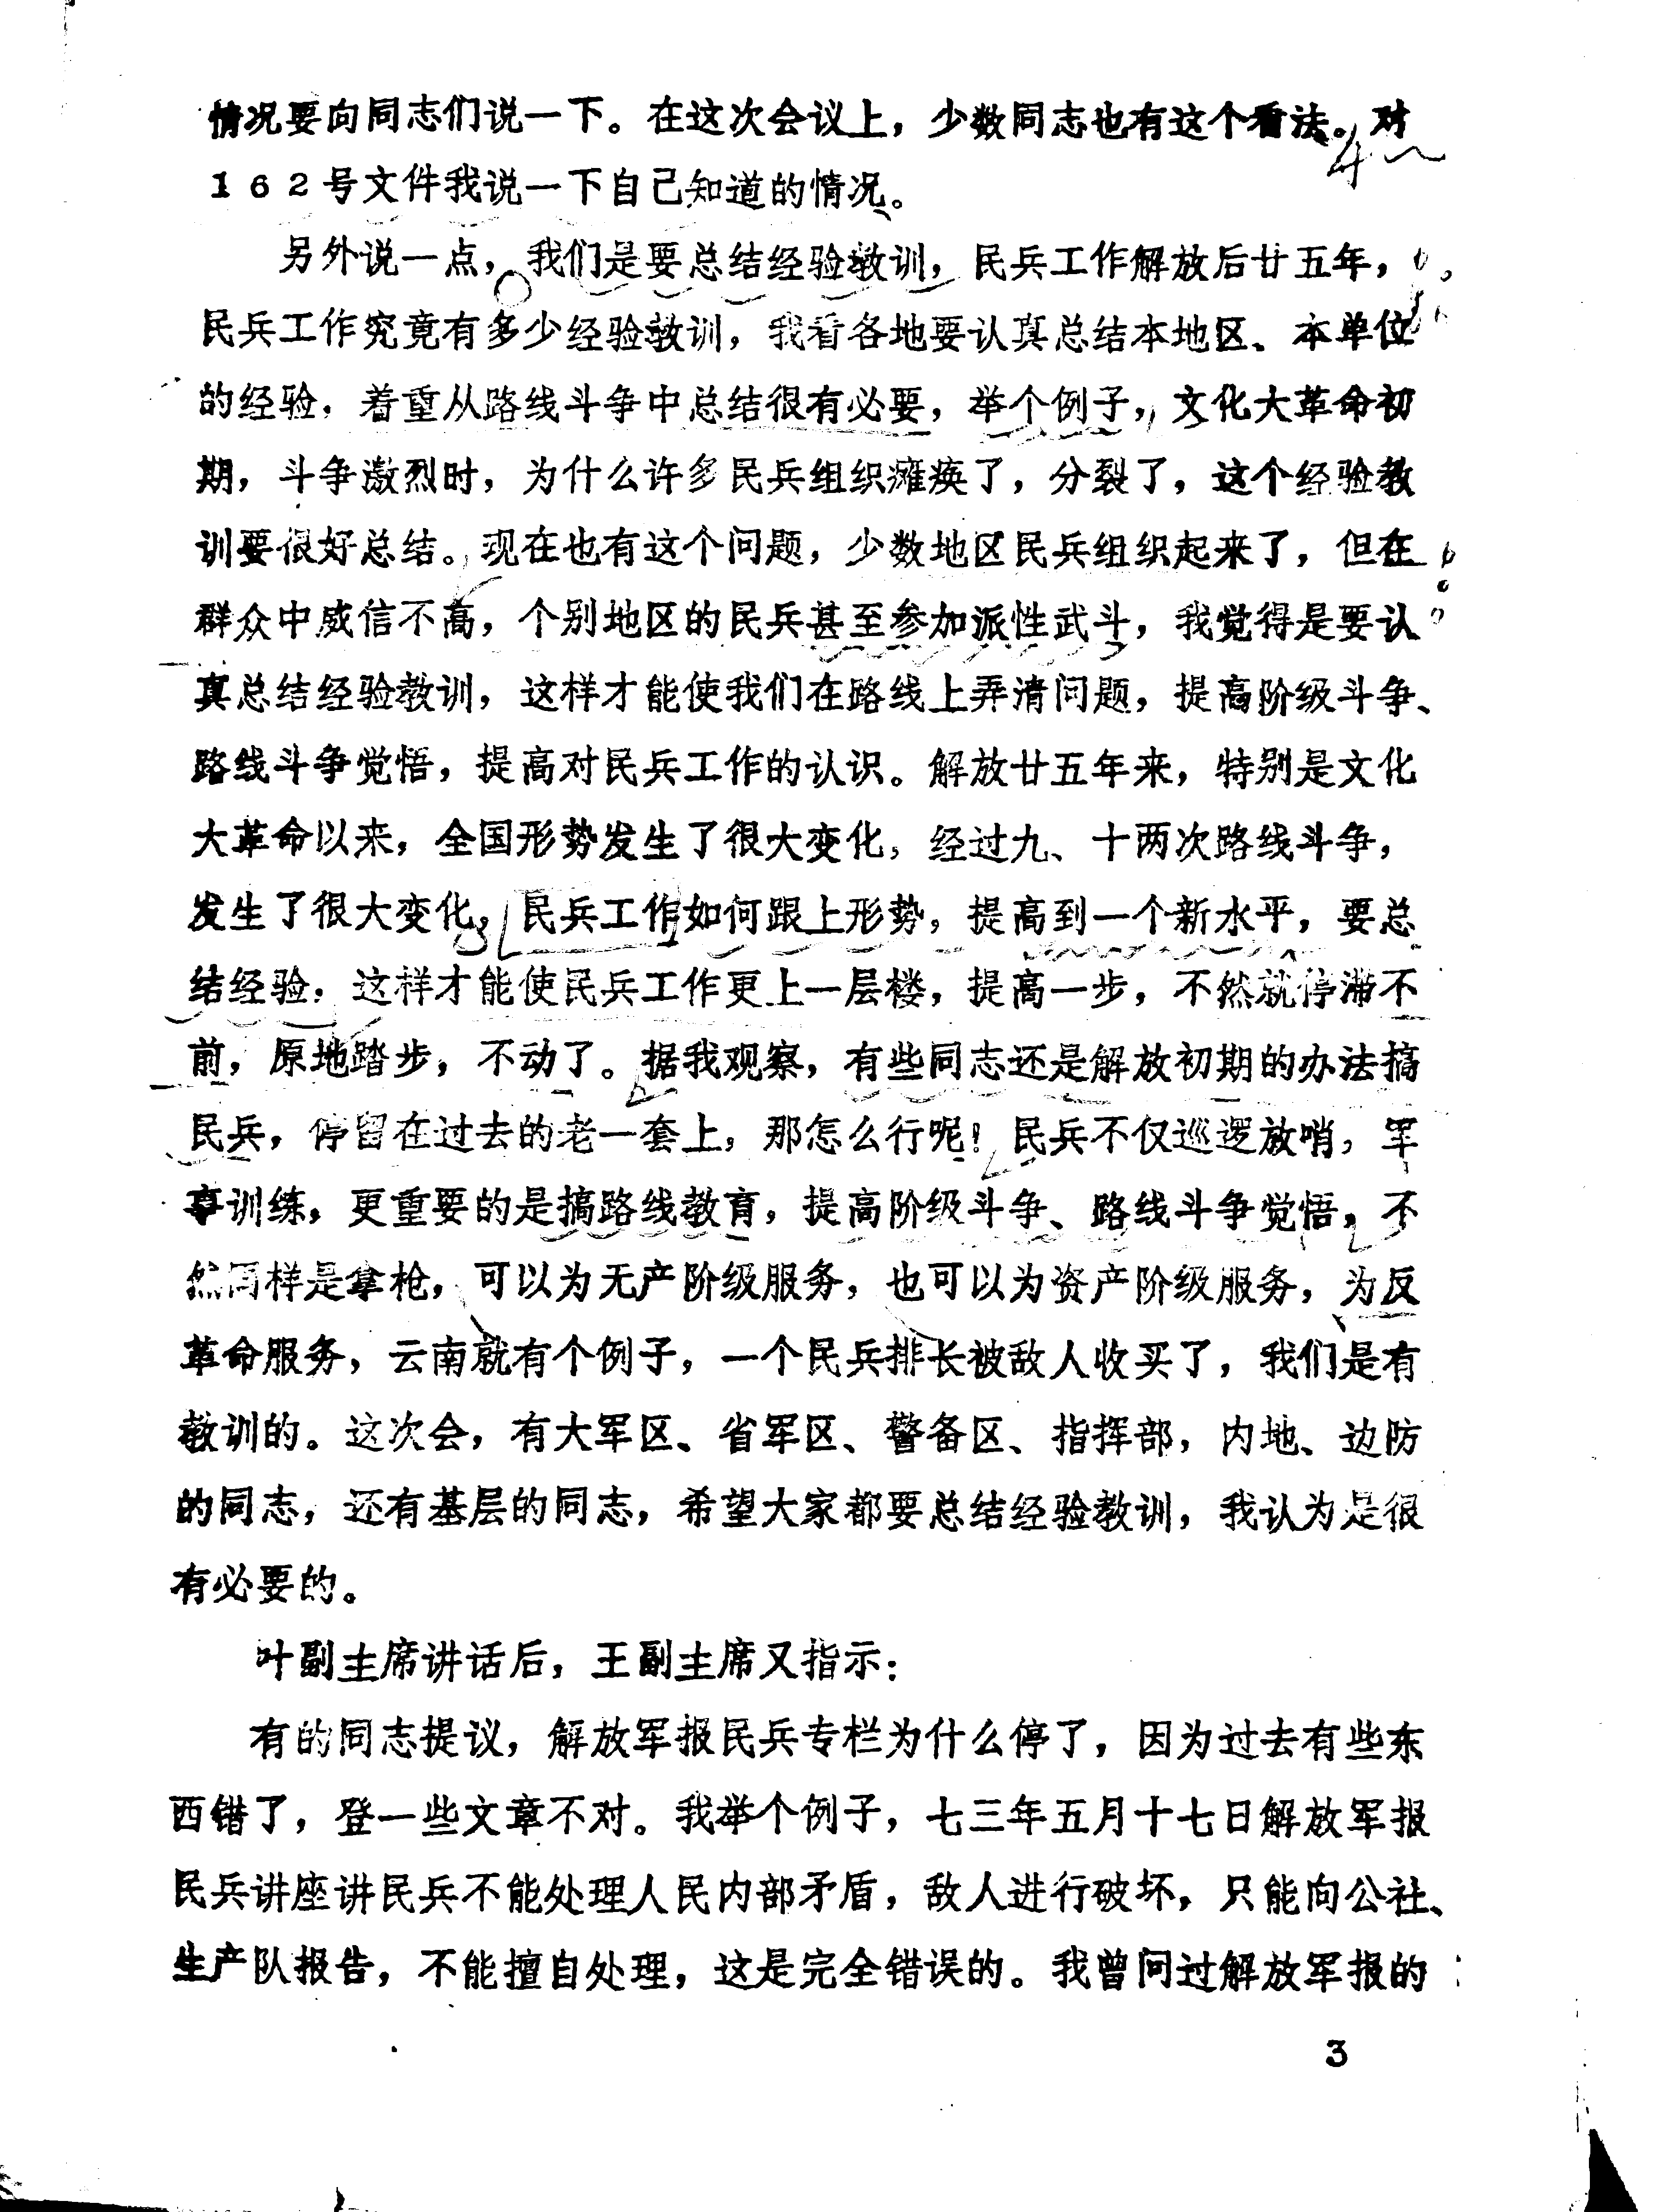 情况要向同志们说一下。在这次会议上，少数同志也有这个看法。对
162号文件我说一下自己知道的情况。
另外说一点，我们是要总结经验教训，民兵工作解放后廿五年，
民兵工作究竟有多少经验教训，我看各地要认真总结本地区、本单位
的经验，着重从路线斗争中总结很有必要，举个例子，文化大革命初
期，斗争激烈时，为什么许多民兵组织瘫痪了，分裂了，这个经验教
训要很好总结。现在也有这个问题，少数地区民兵组织起来了，但在
群众中威信不高，个别地区的民兵甚至参加派性武斗，我觉得是要认
真总结经验教训，这样才能使我们在路线上弄清问题，提高阶级斗争、
路线斗争觉悟，提高对民兵工作的认识。解放廿五年来，特别是文化
大革命以来，全国形势发生了很大变化，经过九、十两次路线斗争，
发生了很大变化，民兵工作如何跟上形势，提高到一个新水平，要总
结经验，这样才能使民兵工作更上一层楼，提高一步，不然就停滞不
前，原地踏步，不动了。据我观察，有些同志还是解放初期的办法搞
民兵，停留在过去的老一套上，那怎么行呢！民兵不仅巡逻放哨，军
事训练，更重要的是搞路线教育，提高阶级斗争、路线斗争觉悟，不
然同样是拿枪，可以为无产阶级服务，也可以为资产阶级服务，为反
革命服务，云南就有个例子，一个民兵排长被敌人收买了，我们是有
教训的。这次会，有大军区、省军区、警备区、指挥部，内地、边防
的同志，还有基层的同志，希望大家都要总结经验教训，我认为是很
有必要的。
叶副主席讲话后，王副主席又指示：
有的同志提议，解放军报民兵专栏为什么停了，因为过去有些东
西错了，登一些文章不对。我举个例子，七三年五月十七日解放军报
民兵讲座讲民兵不能处理人民内部矛盾，敌人进行破坏，只能向公社、
生产队报告，不能擅自处理，这是完全错误的。我曾问过解放军报的
3